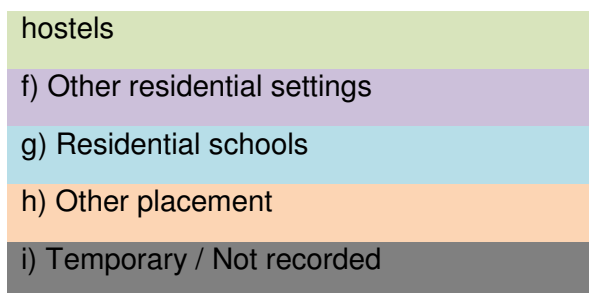 hostels
f) Other residential settings
g) Residential schools
h) Other placement
i) Temporary / Not recorded